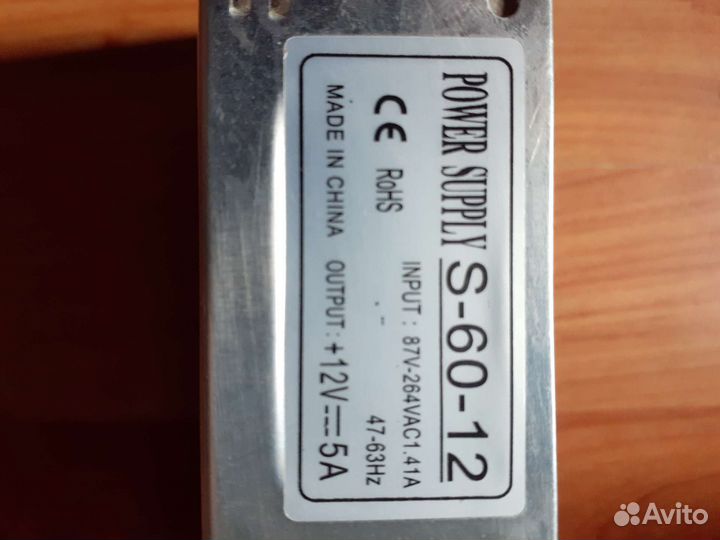 POWER SUPPLY S-60-12
INPUT : 87V-264VAC1.41A
47-63Hz
CE RoHS
MADE IN CHINA OUTPUT: +12V⎓5A
Avito